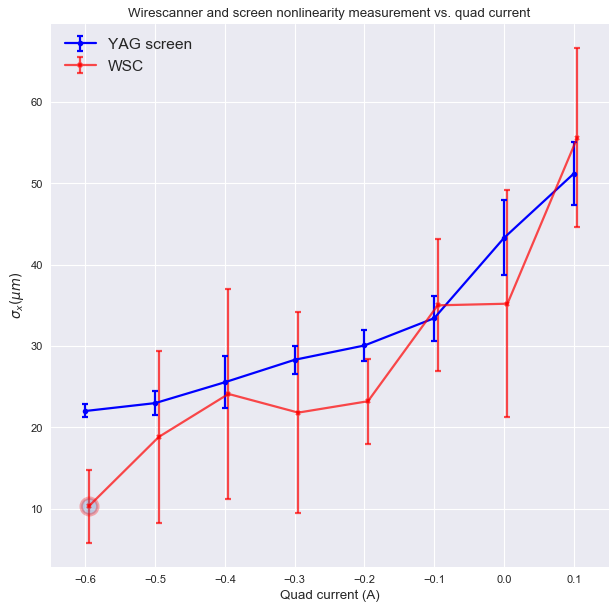 Wirescanner and screen nonlinearity measurement vs. quad current
YAG screen
WSC
60
50
40
30
20
10
σx(μm)
−0.6 −0.5 −0.4 −0.3 −0.2 −0.1 0.0 0.1
Quad current (A)